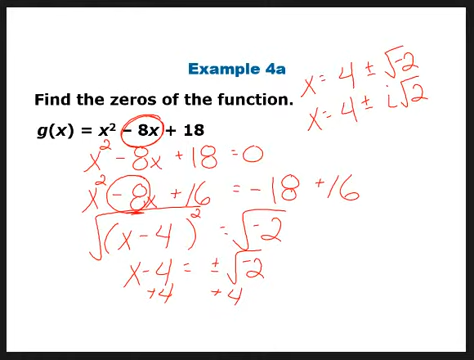 Example 4a
Find the zeros of the function.
g(x) = x² – 8x + 18
x² - 8x + 18 = 0
x² - 8x + 16 = -18 + 16
√(x - 4)² = √-2
x - 4 = ± √-2
+4 +4
x = 4 ± √-2
x = 4 ± i√2